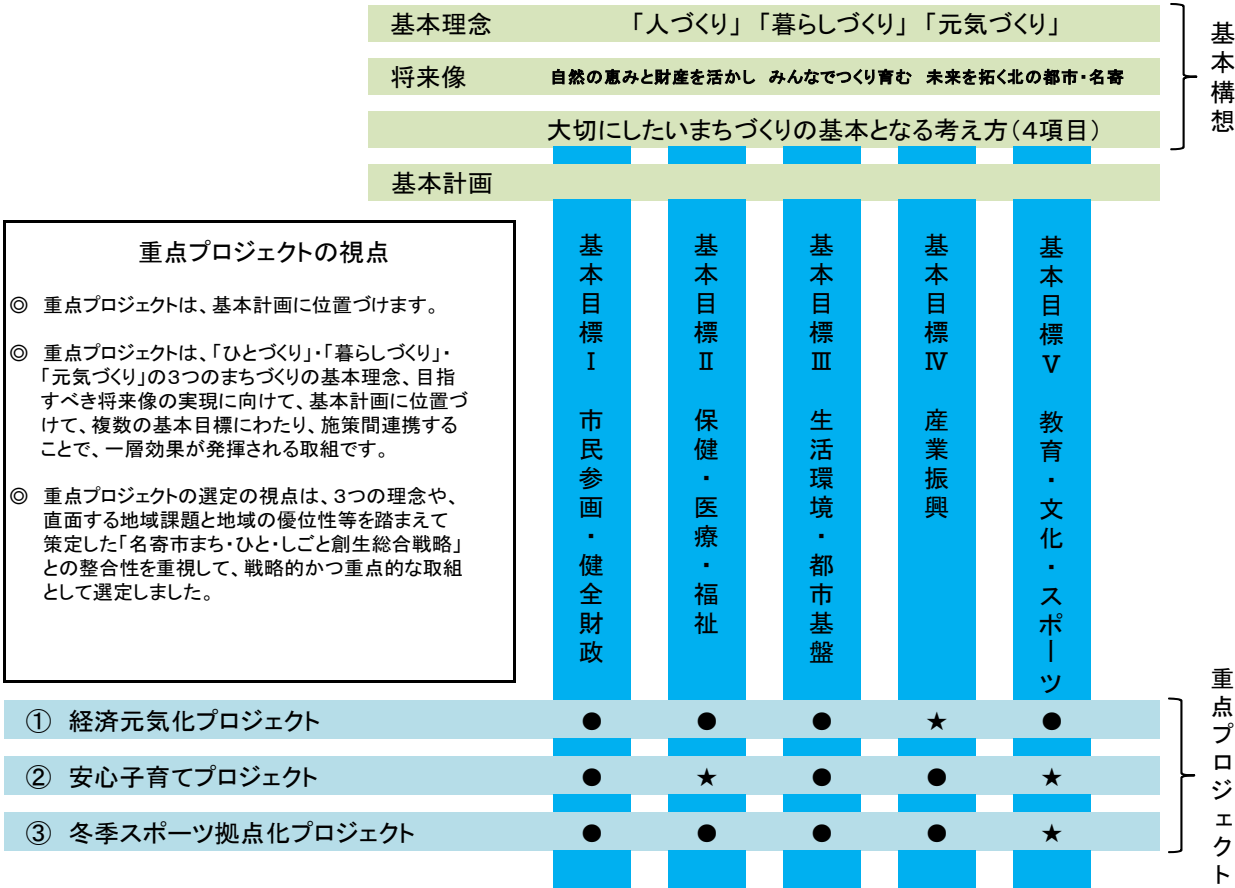 基本理念 「人づくり」「暮らしづくり」「元気づくり」
将来像 自然の恵みと財産を活かし みんなでつくり育む 未来を拓く北の都市・名寄
大切にしたいまちづくりの基本となる考え方（4項目）
基本構想
基本計画
重点プロジェクトの視点
◎ 重点プロジェクトは、基本計画に位置づけます。
◎ 重点プロジェクトは、「ひとづくり」・「暮らしづくり」・
「元気づくり」の3つのまちづくりの基本理念、目指
すべき将来像の実現に向けて、基本計画に位置づ
けて、複数の基本目標にわたり、施策間連携する
ことで、一層効果が発揮される取組です。
◎ 重点プロジェクトの選定の視点は、3つの理念や、
直面する地域課題と地域の優位性等を踏まえて
策定した「名寄市まち・ひと・しごと創生総合戦略」
との整合性を重視して、戦略的かつ重点的な取組
として選定しました。
基本目標Ⅰ 市民参画・健全財政
基本目標Ⅱ 保健・医療・福祉
基本目標Ⅲ 生活環境・都市基盤
基本目標Ⅳ 産業振興
基本目標Ⅴ 教育・文化・スポーツ
① 経済元気化プロジェクト ● ● ● ★ ●
② 安心子育てプロジェクト ● ★ ● ● ★
③ 冬季スポーツ拠点化プロジェクト ● ● ● ● ★
重点プロジェクト